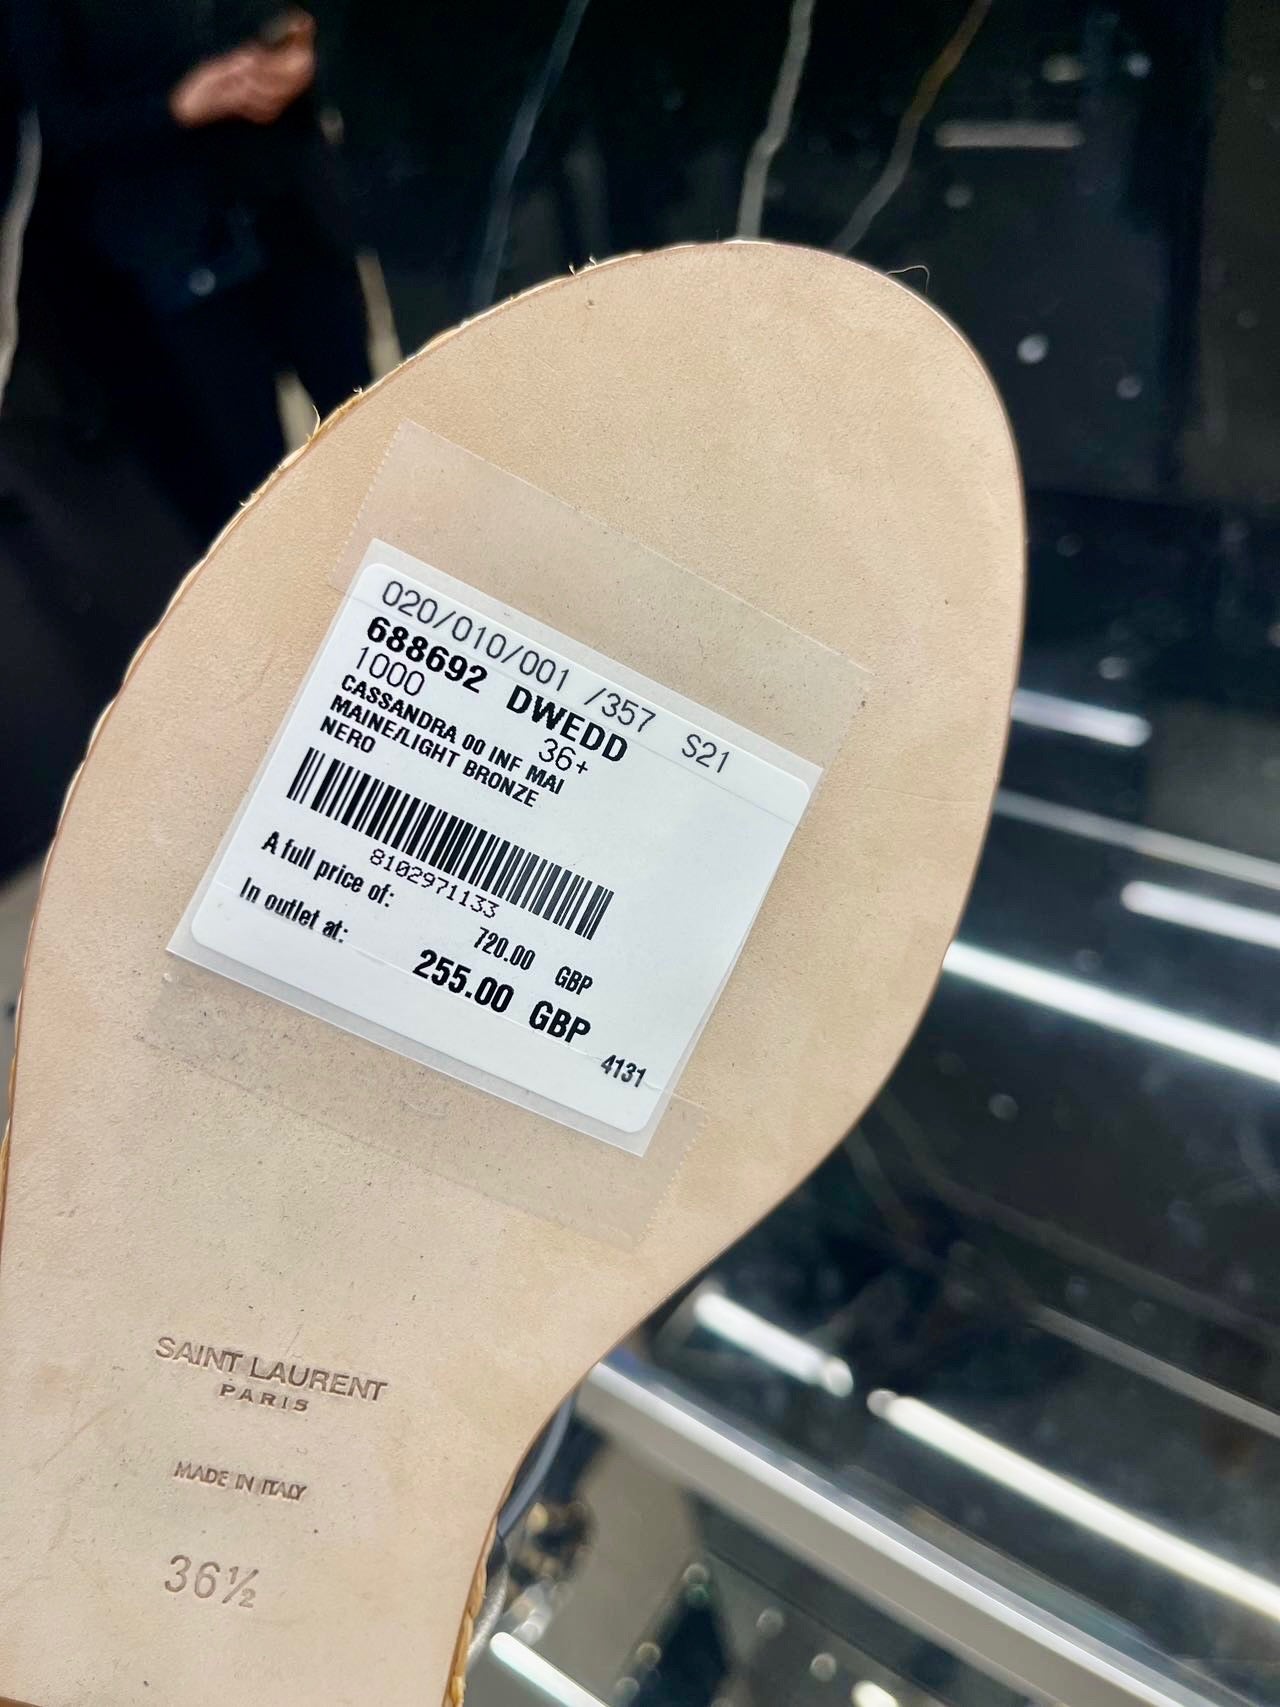 020/010/001 /357 S21
688692 DWEDD
1000 36+
CASSANDRA 00 INF MAI
MAINE/LIGHT BRONZE
NERO
8102971133
A full price of: 720.00 GBP
In outlet at: 255.00 GBP
4131
SAINT LAURENT
PARIS
MADE IN ITALY
36½